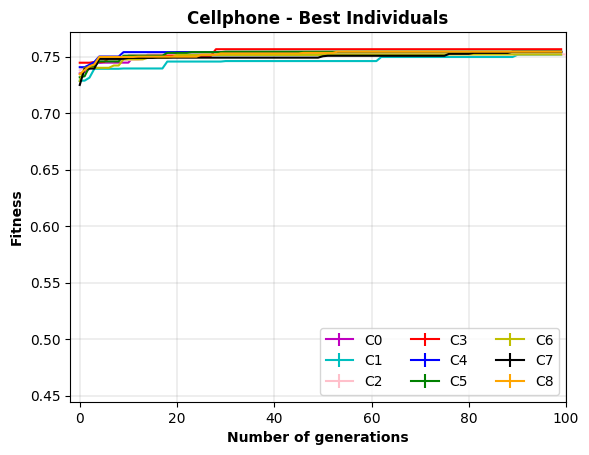 Cellphone - Best Individuals
Fitness
0.75
0.70
0.65
0.60
0.55
0.50
0.45
C0 C3 C6
C1 C4 C7
C2 C5 C8
0 20 40 60 80 100
Number of generations